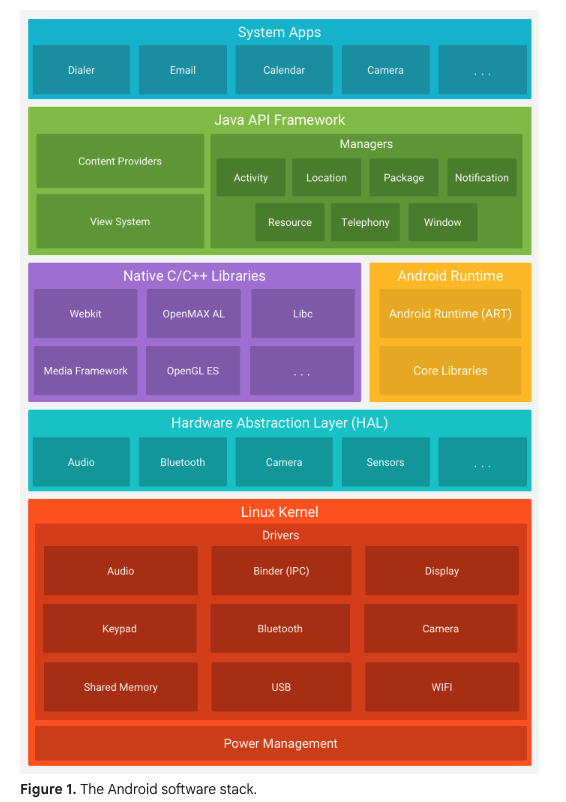 System Apps
Dialer
Email
Calendar
Camera
. . .
Java API Framework
Content Providers
View System
Managers
Activity
Location
Package
Notification
Resource
Telephony
Window
Native C/C++ Libraries
Webkit
OpenMAX AL
Libc
Media Framework
OpenGL ES
. . .
Android Runtime
Android Runtime (ART)
Core Libraries
Hardware Abstraction Layer (HAL)
Audio
Bluetooth
Camera
Sensors
. . .
Linux Kernel
Drivers
Audio
Binder (IPC)
Display
Keypad
Bluetooth
Camera
Shared Memory
USB
WIFI
Power Management
Figure 1. The Android software stack.